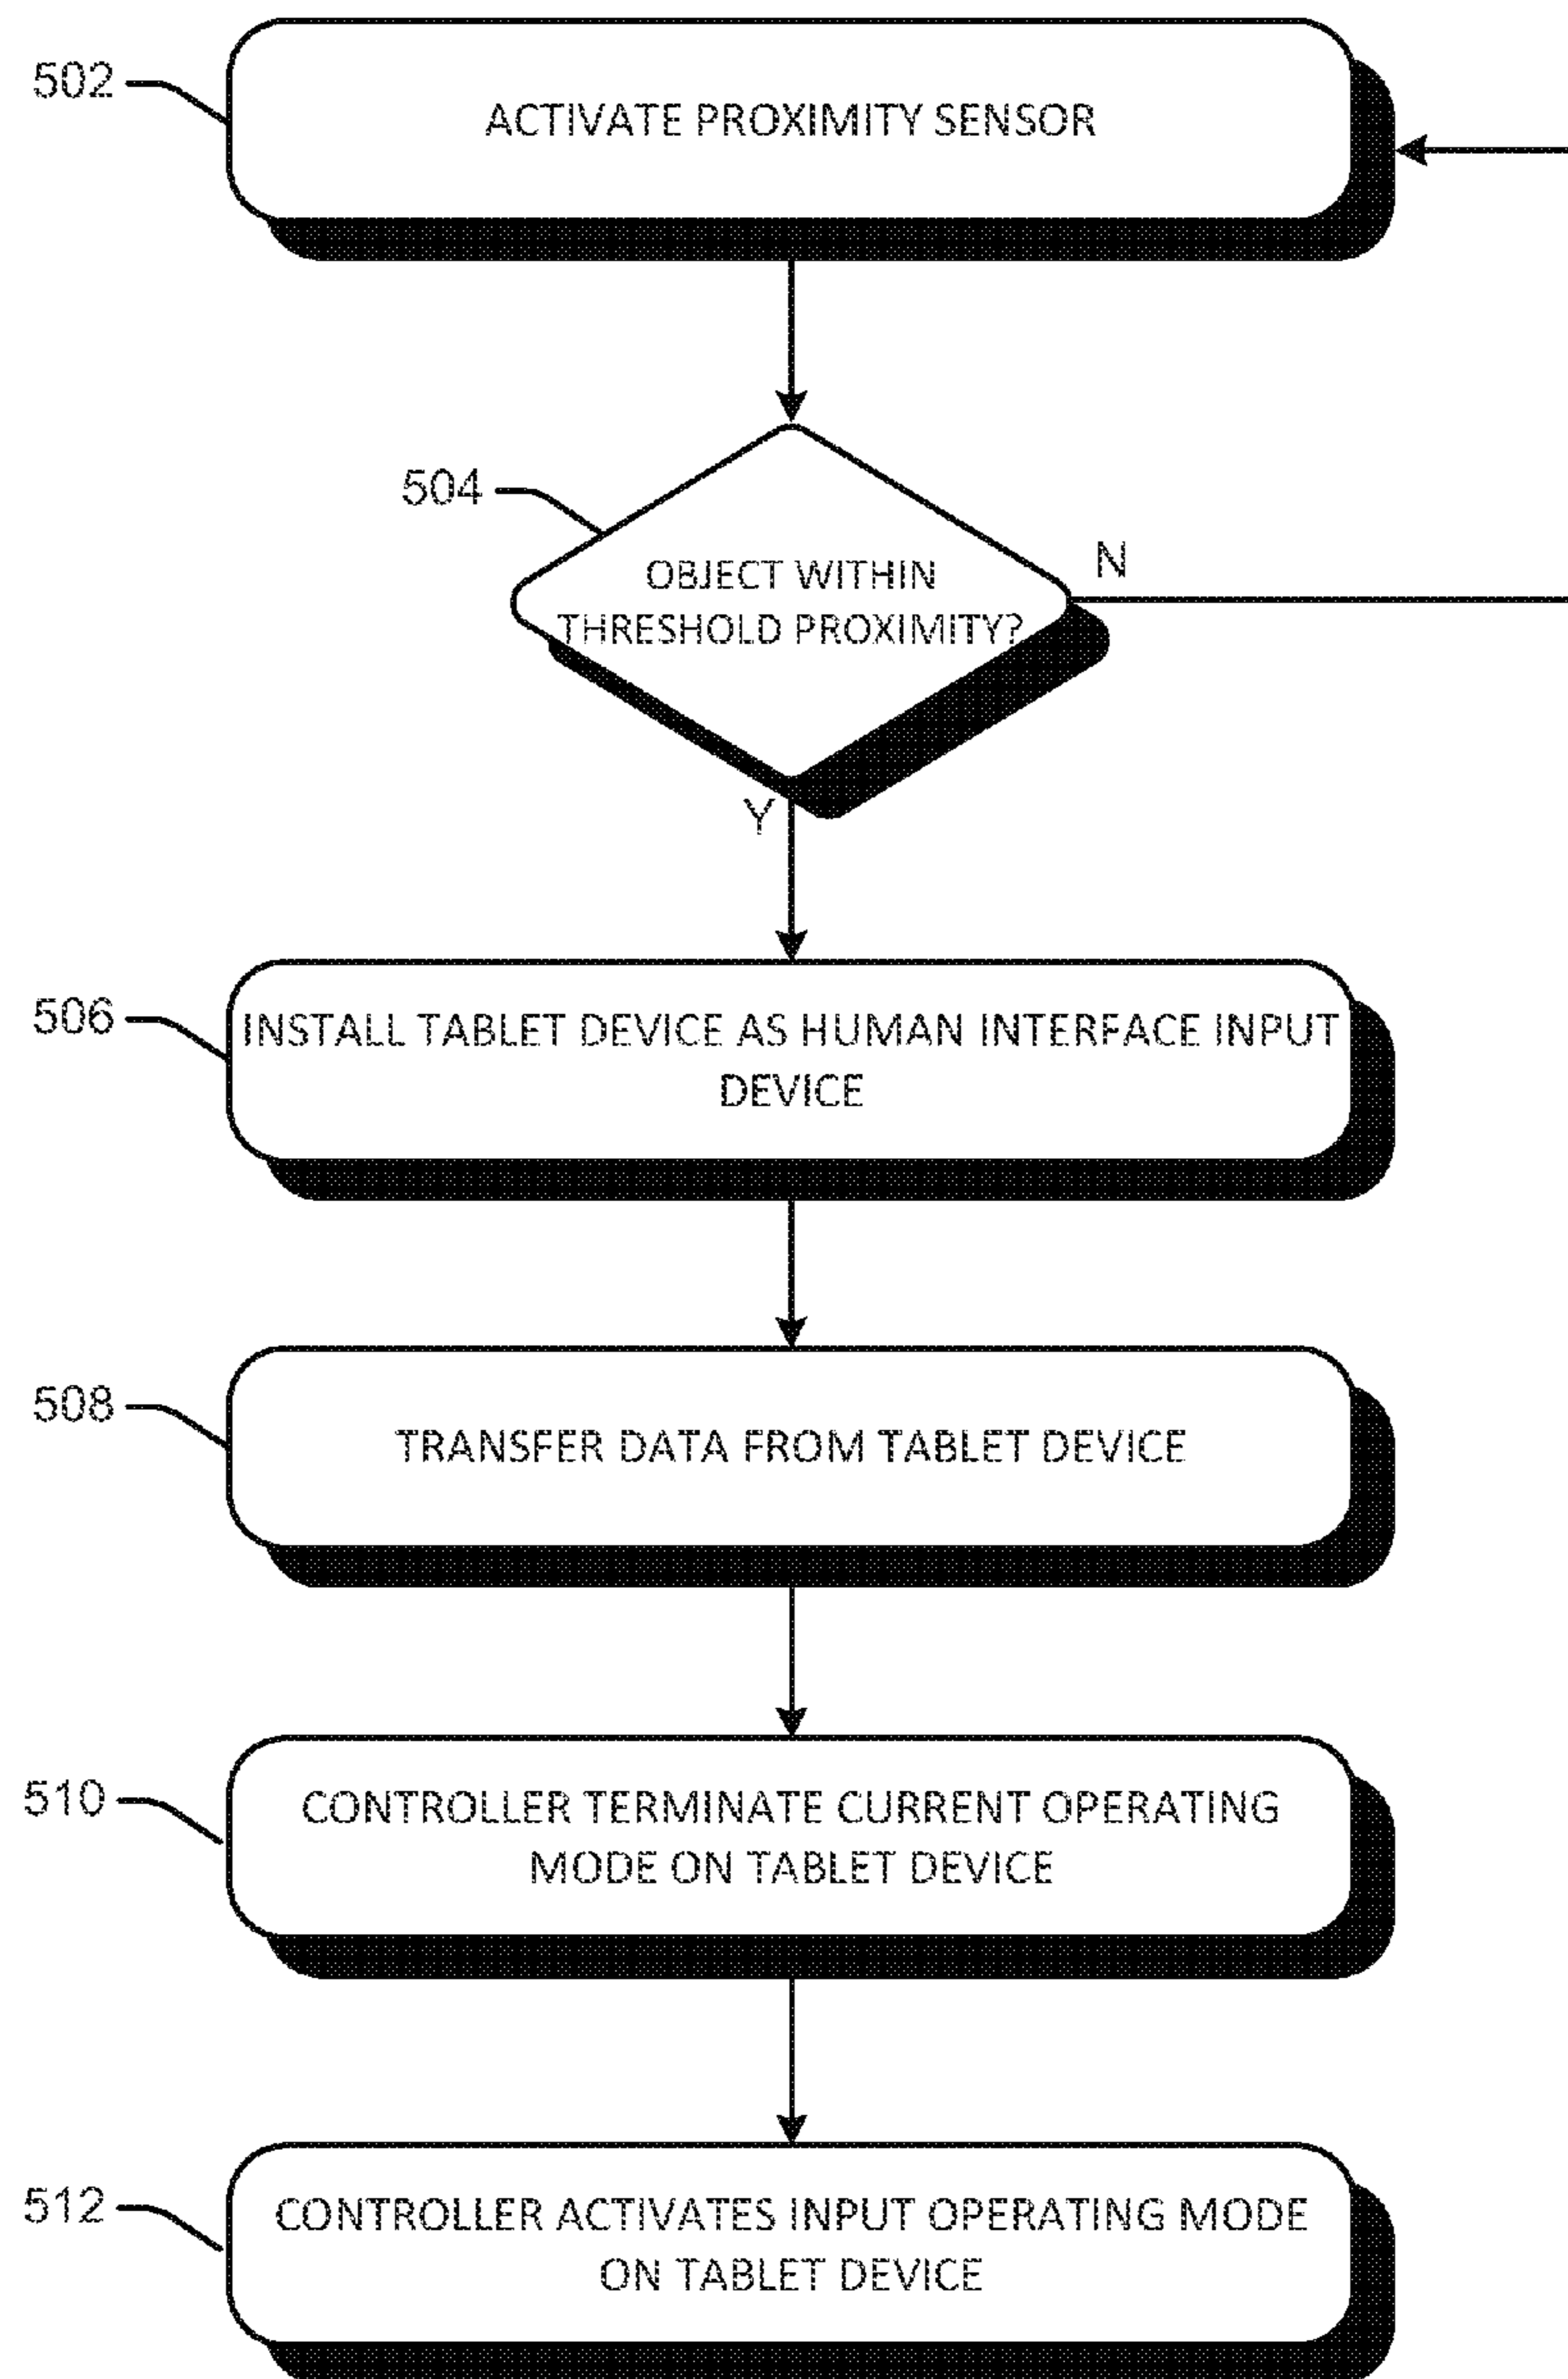 502
ACTIVATE PROXIMITY SENSOR
504
OBJECT WITHIN
THRESHOLD PROXIMITY?
N
Y
506
INSTALL TABLET DEVICE AS HUMAN INTERFACE INPUT
DEVICE
508
TRANSFER DATA FROM TABLET DEVICE
510
CONTROLLER TERMINATE CURRENT OPERATING
MODE ON TABLET DEVICE
512
CONTROLLER ACTIVATES INPUT OPERATING MODE
ON TABLET DEVICE